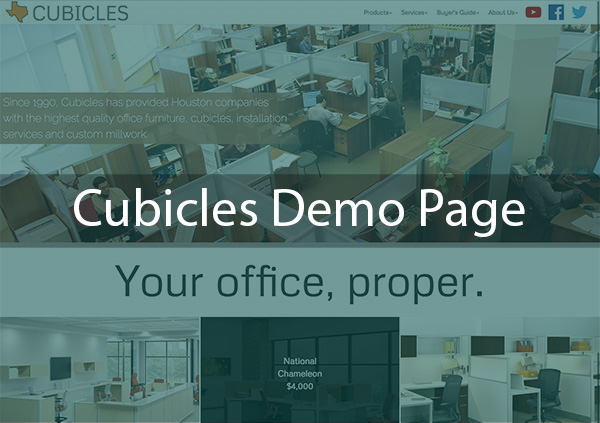 CUBICLES
Products
Services
Buyer's Guide
About Us
Since 1990, Cubicles has provided Houston companies
with the highest quality office furniture, cubicles, installation
services and custom millwork.
Cubicles Demo Page
Your office, proper.
National
Chameleon
$4,000